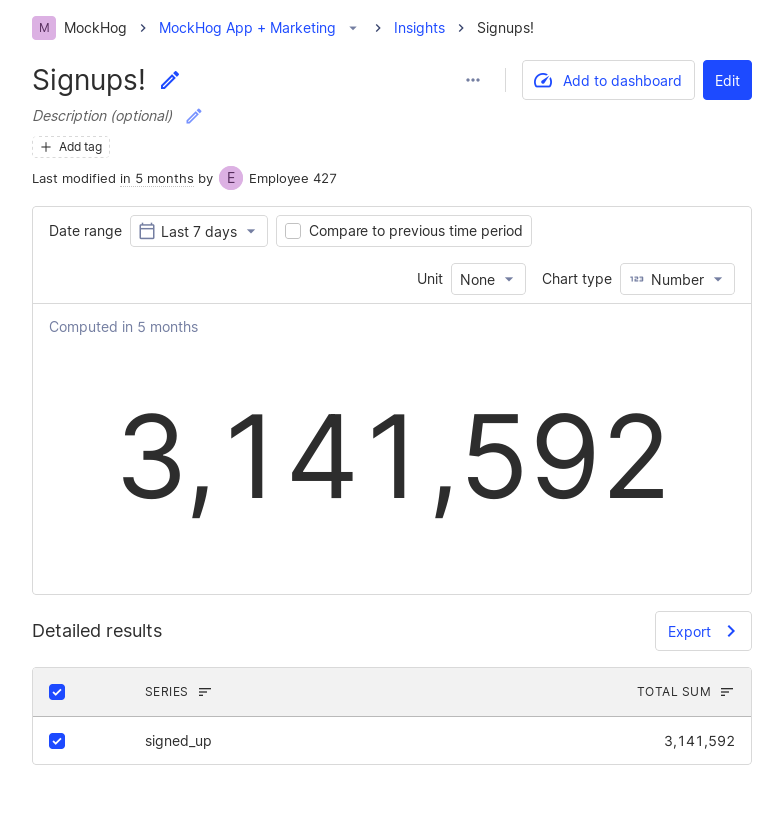 M MockHog MockHog App + Marketing Insights Signups!
Signups! Add to dashboard Edit
Description (optional)
Add tag
Last modified in 5 months by E Employee 427
Date range Last 7 days Compare to previous time period
Unit None Chart type 123 Number
Computed in 5 months
3,141,592
Detailed results Export
SERIES TOTAL SUM
signed_up 3,141,592